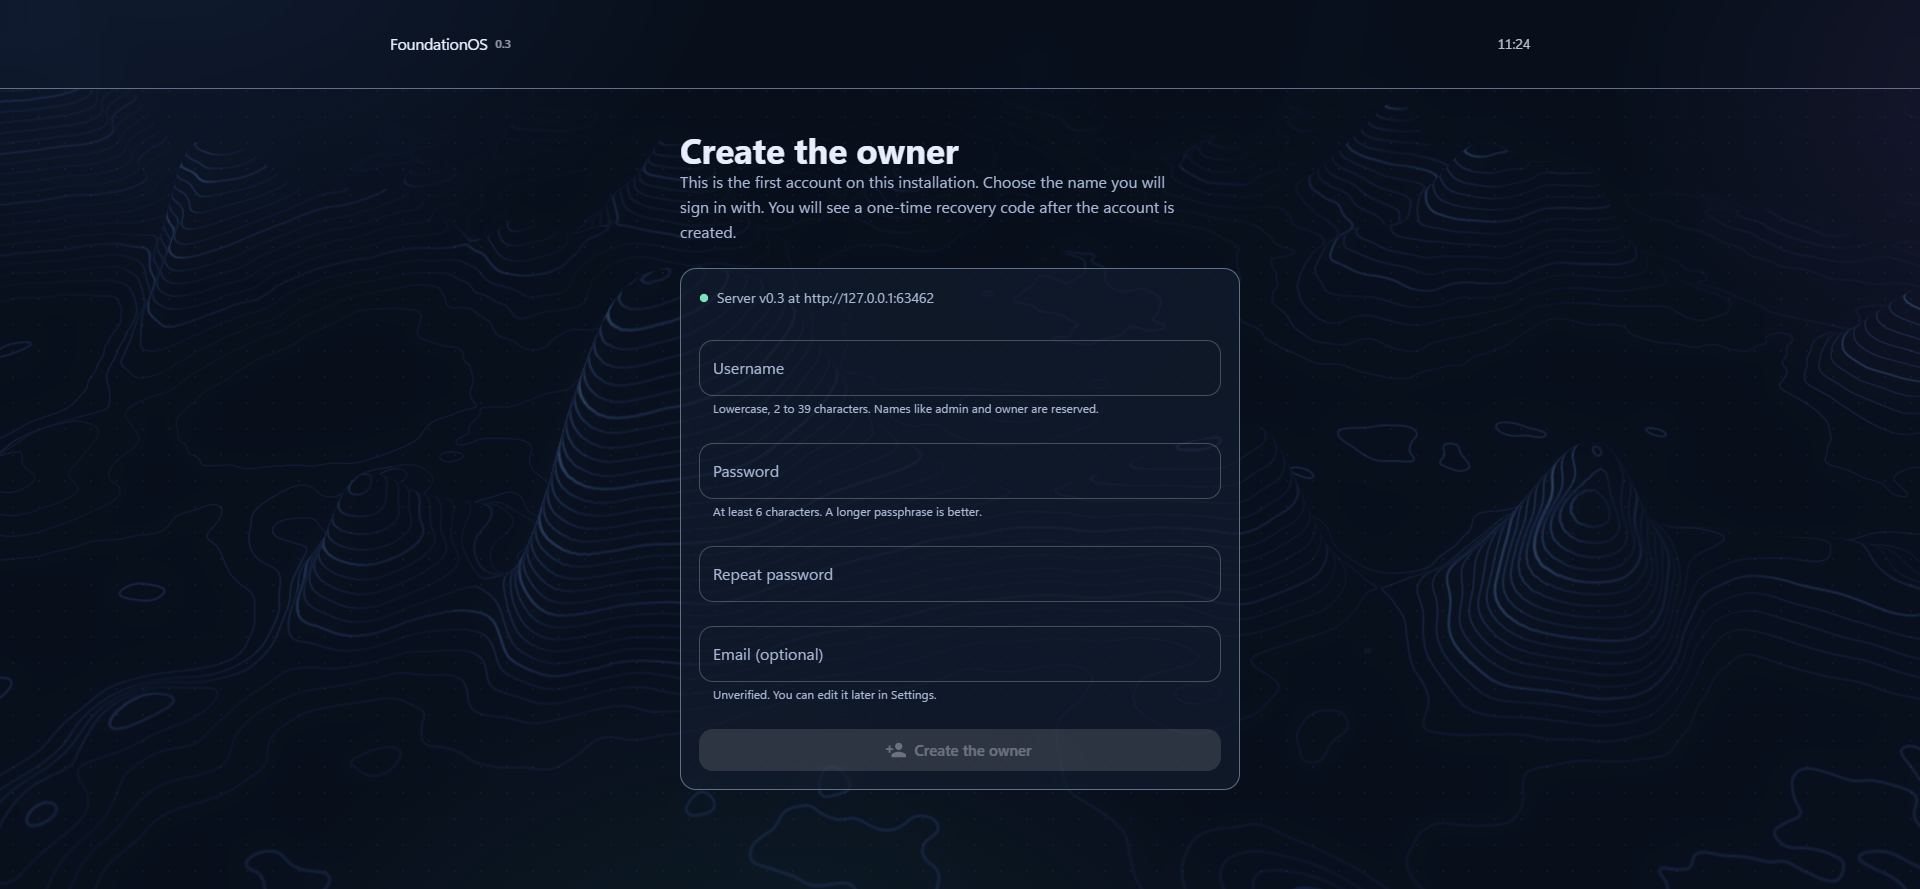 FoundationOS 0.3
11:24
Create the owner
This is the first account on this installation. Choose the name you will
sign in with. You will see a one-time recovery code after the account is
created.
Server v0.3 at http://127.0.0.1:63462
Username
Lowercase, 2 to 39 characters. Names like admin and owner are reserved.
Password
At least 6 characters. A longer passphrase is better.
Repeat password
Email (optional)
Unverified. You can edit it later in Settings.
Create the owner